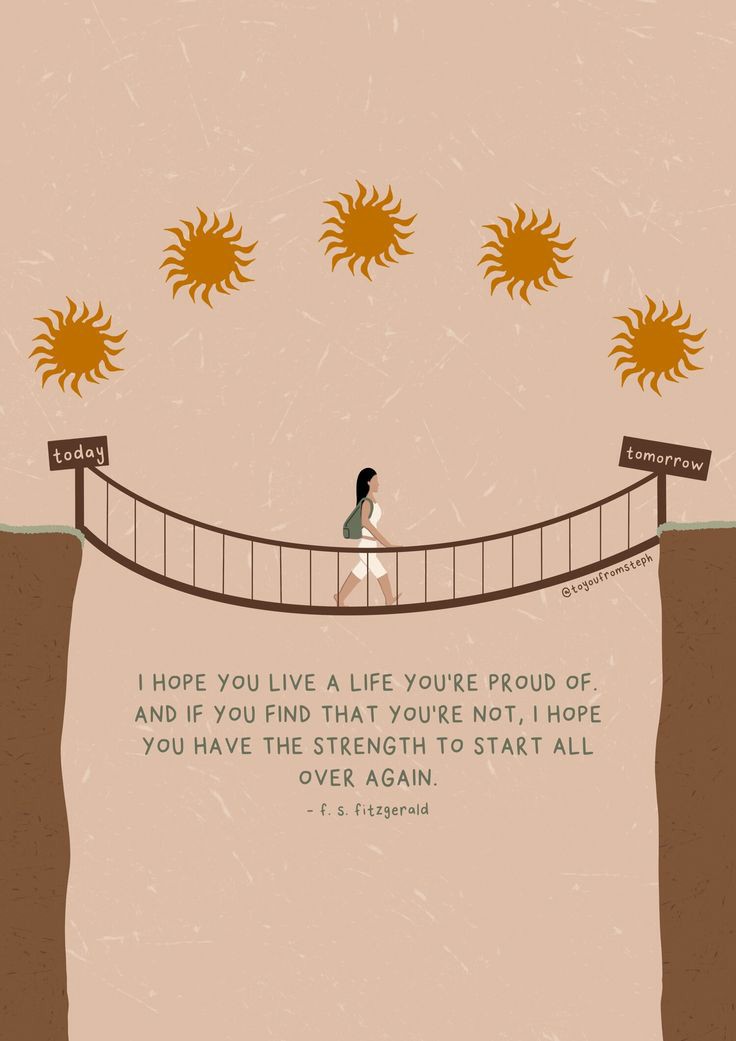 today
tomorrow
@toyoufromsteph
I HOPE YOU LIVE A LIFE YOU'RE PROUD OF.
AND IF YOU FIND THAT YOU'RE NOT, I HOPE
YOU HAVE THE STRENGTH TO START ALL
OVER AGAIN.
- f. s. fitzgerald